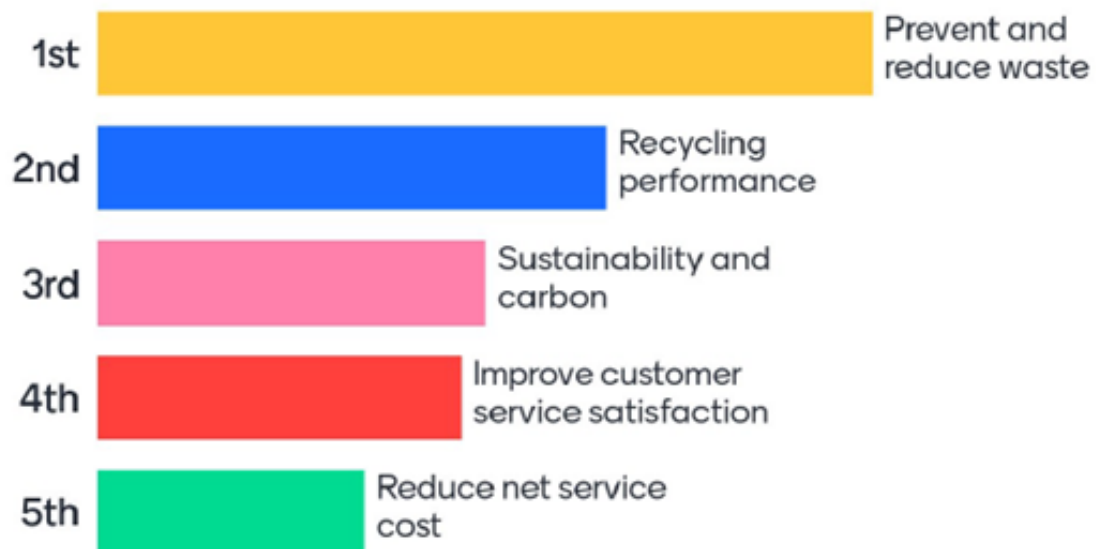 1st
Prevent and
reduce waste
2nd
Recycling
performance
3rd
Sustainability and
carbon
4th
Improve customer
service satisfaction
5th
Reduce net service
cost